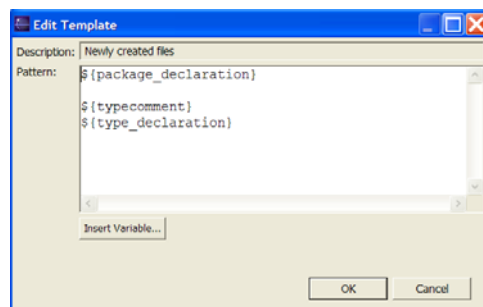 Edit Template
Description: Newly created files
Pattern: ${package_declaration}
${typecomment}
${type_declaration}
Insert Variable...
OK Cancel